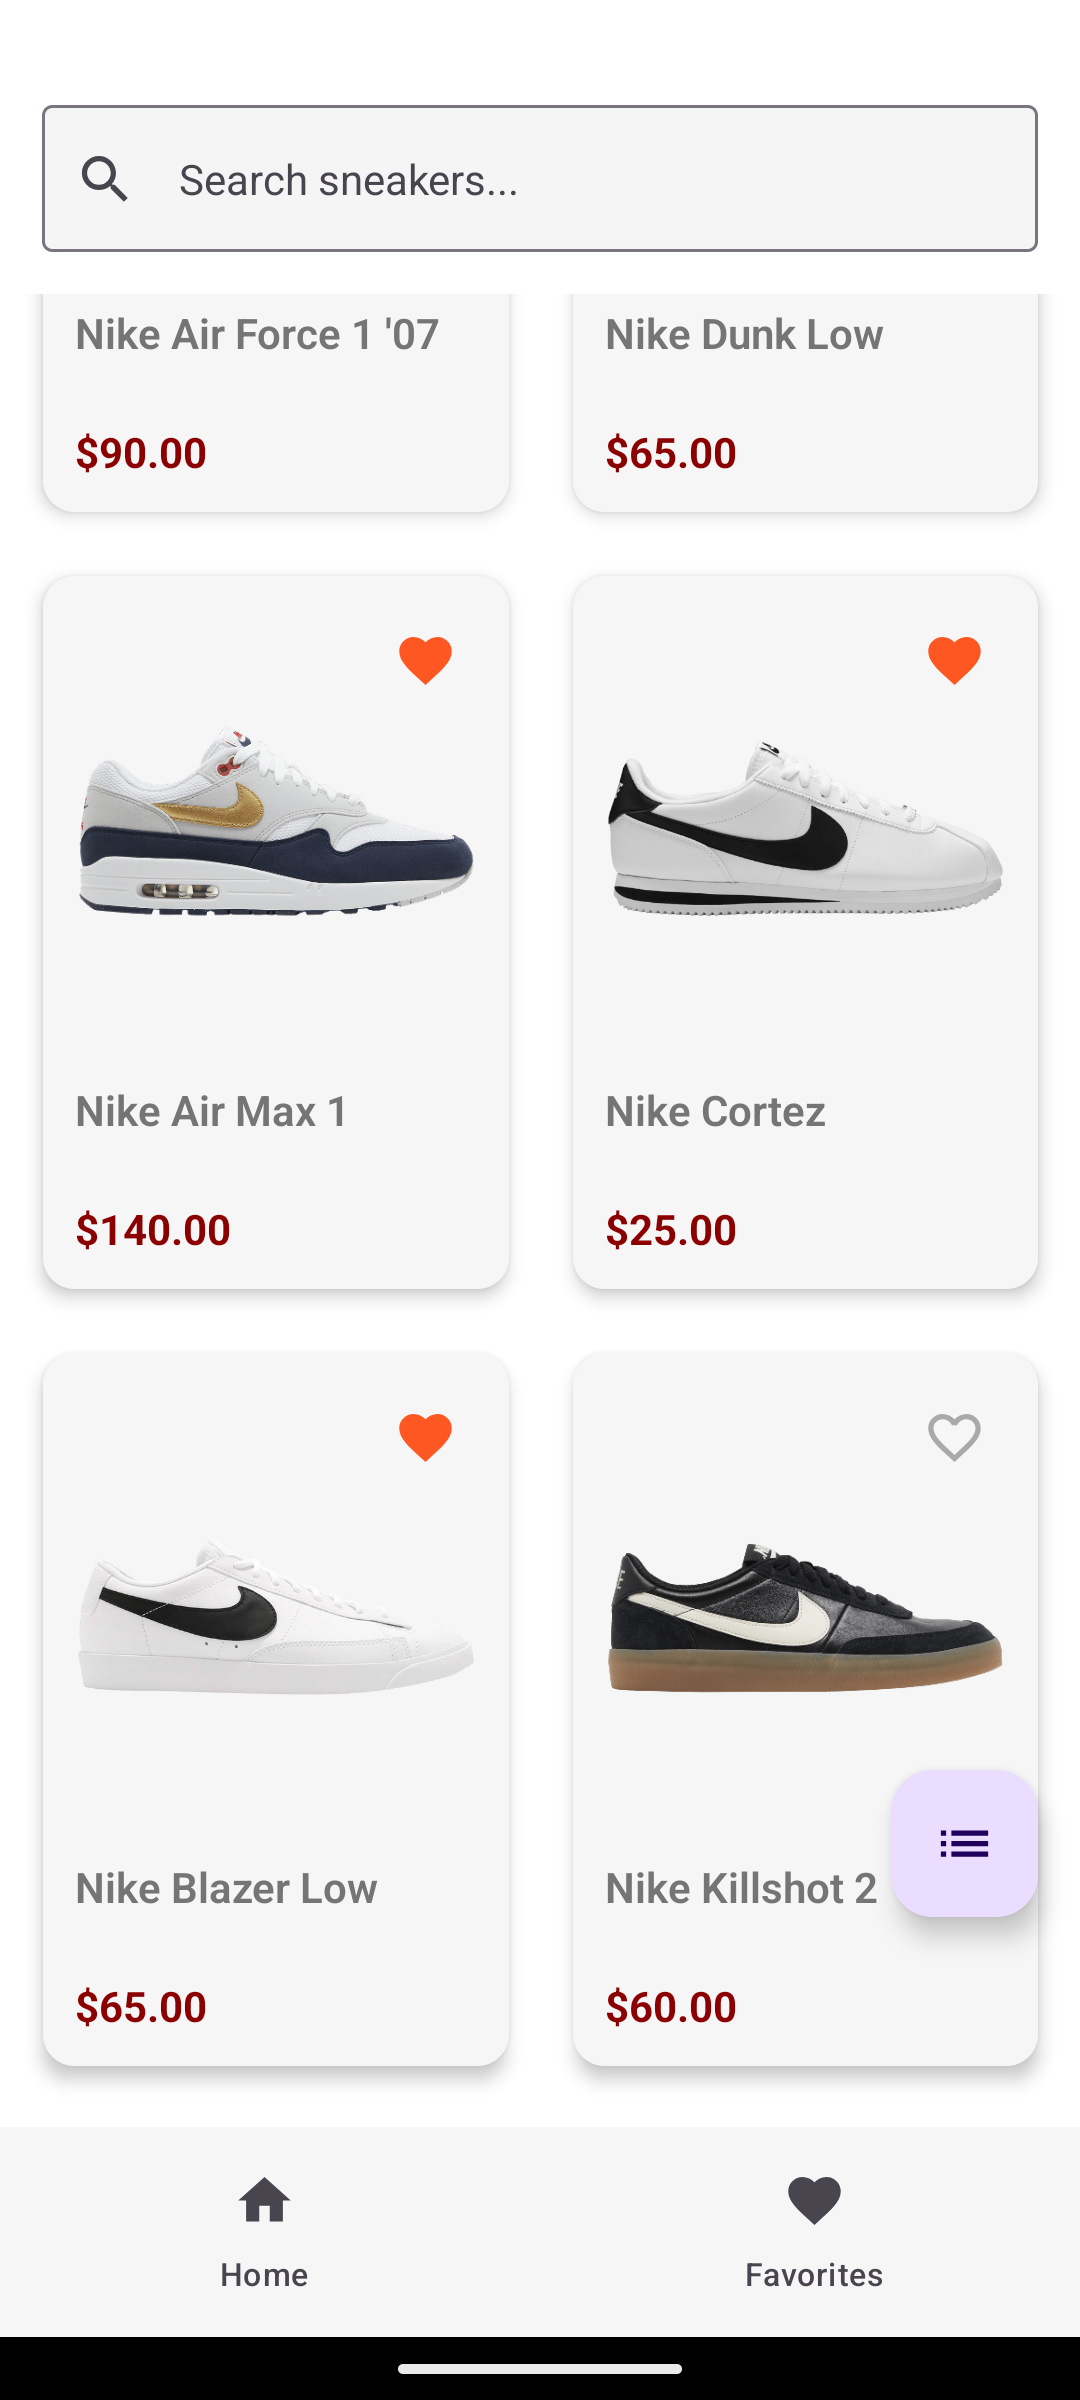 Search sneakers...
Nike Air Force 1 '07
Nike Dunk Low
$90.00
$65.00
Nike Air Max 1
Nike Cortez
$140.00
$25.00
Nike Blazer Low
Nike Killshot 2
$65.00
$60.00
Home
Favorites